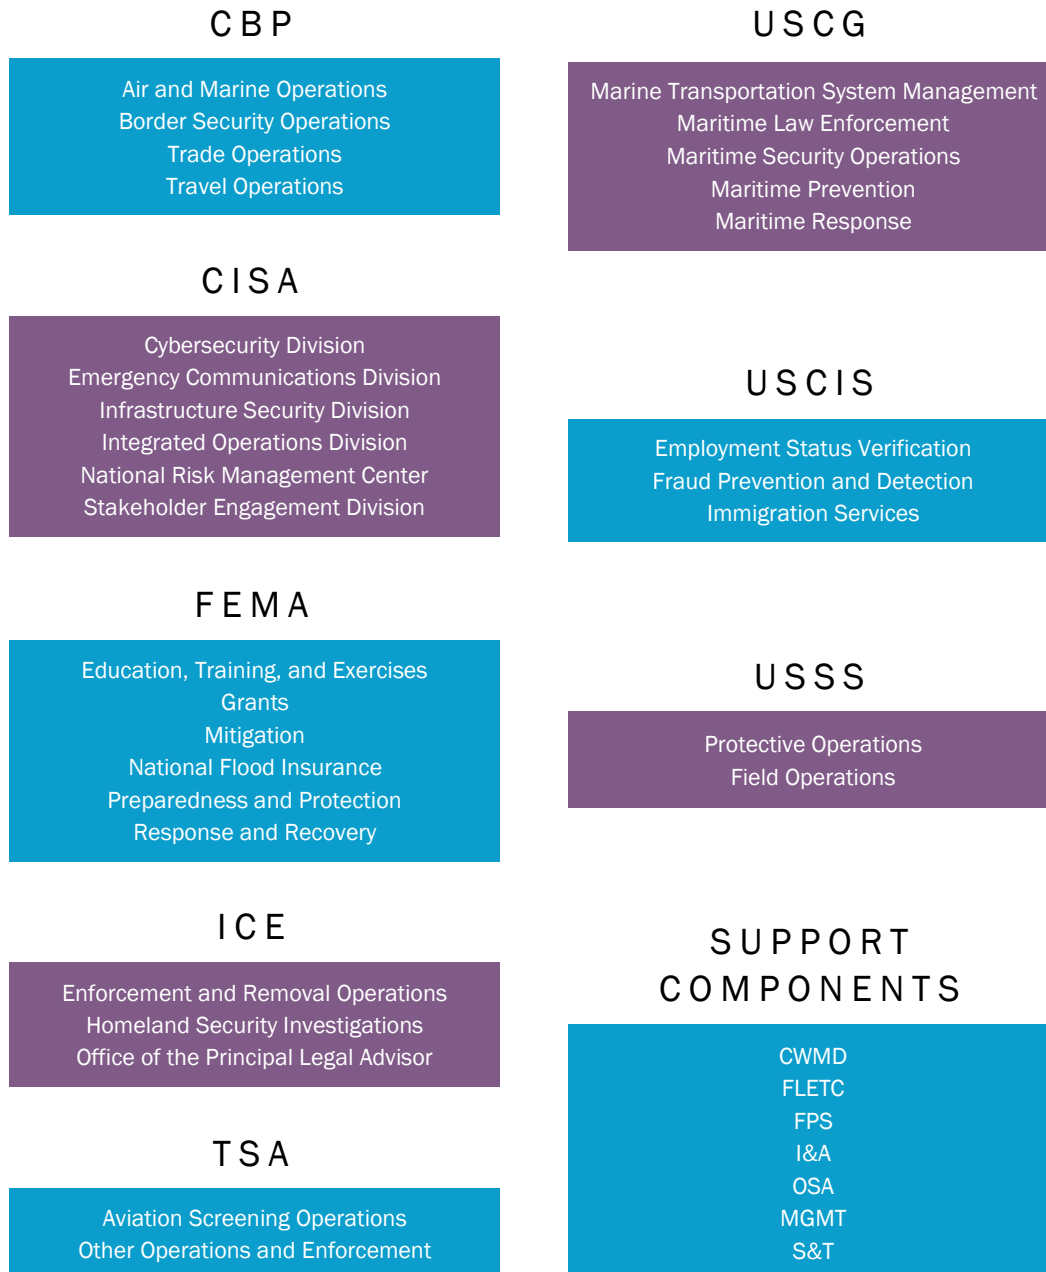 CBP
Air and Marine Operations
Border Security Operations
Trade Operations
Travel Operations
CISA
Cybersecurity Division
Emergency Communications Division
Infrastructure Security Division
Integrated Operations Division
National Risk Management Center
Stakeholder Engagement Division
FEMA
Education, Training, and Exercises
Grants
Mitigation
National Flood Insurance
Preparedness and Protection
Response and Recovery
ICE
Enforcement and Removal Operations
Homeland Security Investigations
Office of the Principal Legal Advisor
TSA
Aviation Screening Operations
Other Operations and Enforcement
USCG
Marine Transportation System Management
Maritime Law Enforcement
Maritime Security Operations
Maritime Prevention
Maritime Response
USCIS
Employment Status Verification
Fraud Prevention and Detection
Immigration Services
USSS
Protective Operations
Field Operations
SUPPORT
COMPONENTS
CWMD
FLETC
FPS
I&A
OSA
MGMT
S&T